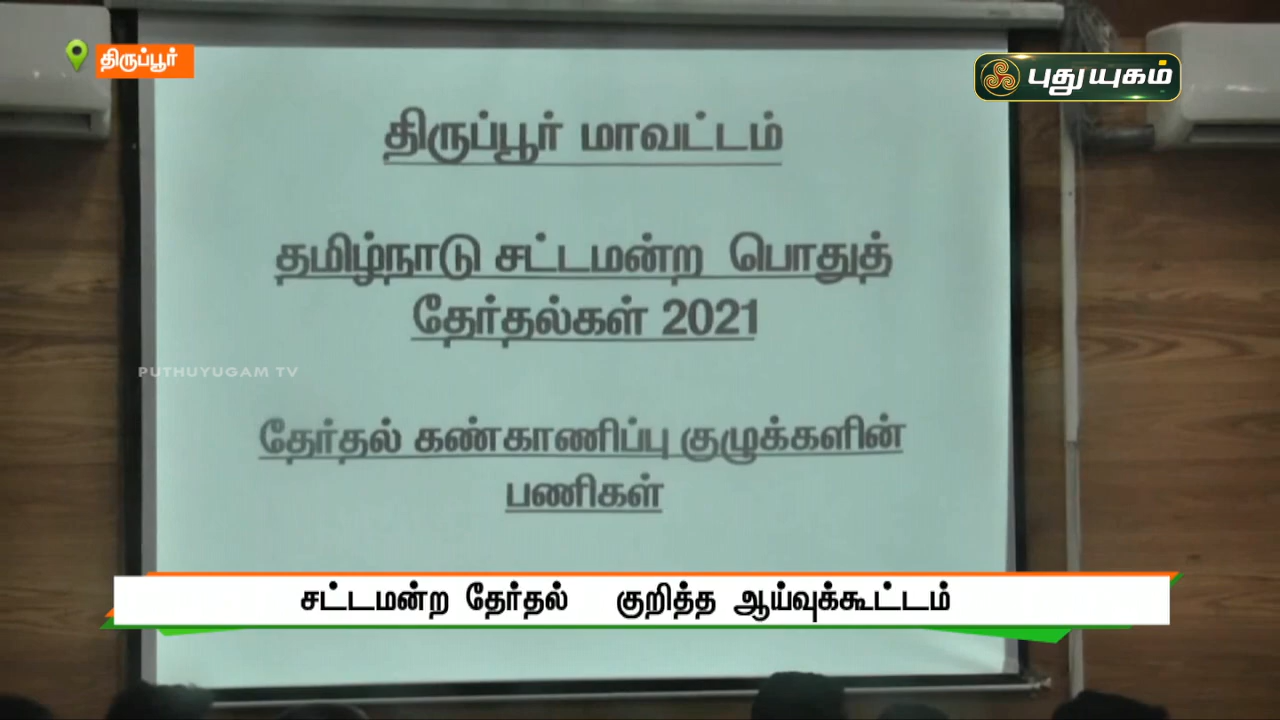 திருப்பூர்
புதுயுகம்
திருப்பூர் மாவட்டம்
தமிழ்நாடு சட்டமன்ற பொதுத்
தேர்தல்கள் 2021
PUTHUYUGAM TV
தேர்தல் கண்காணிப்பு குழுக்களின்
பணிகள்
சட்டமன்ற தேர்தல் குறித்த ஆய்வுக்கூட்டம்